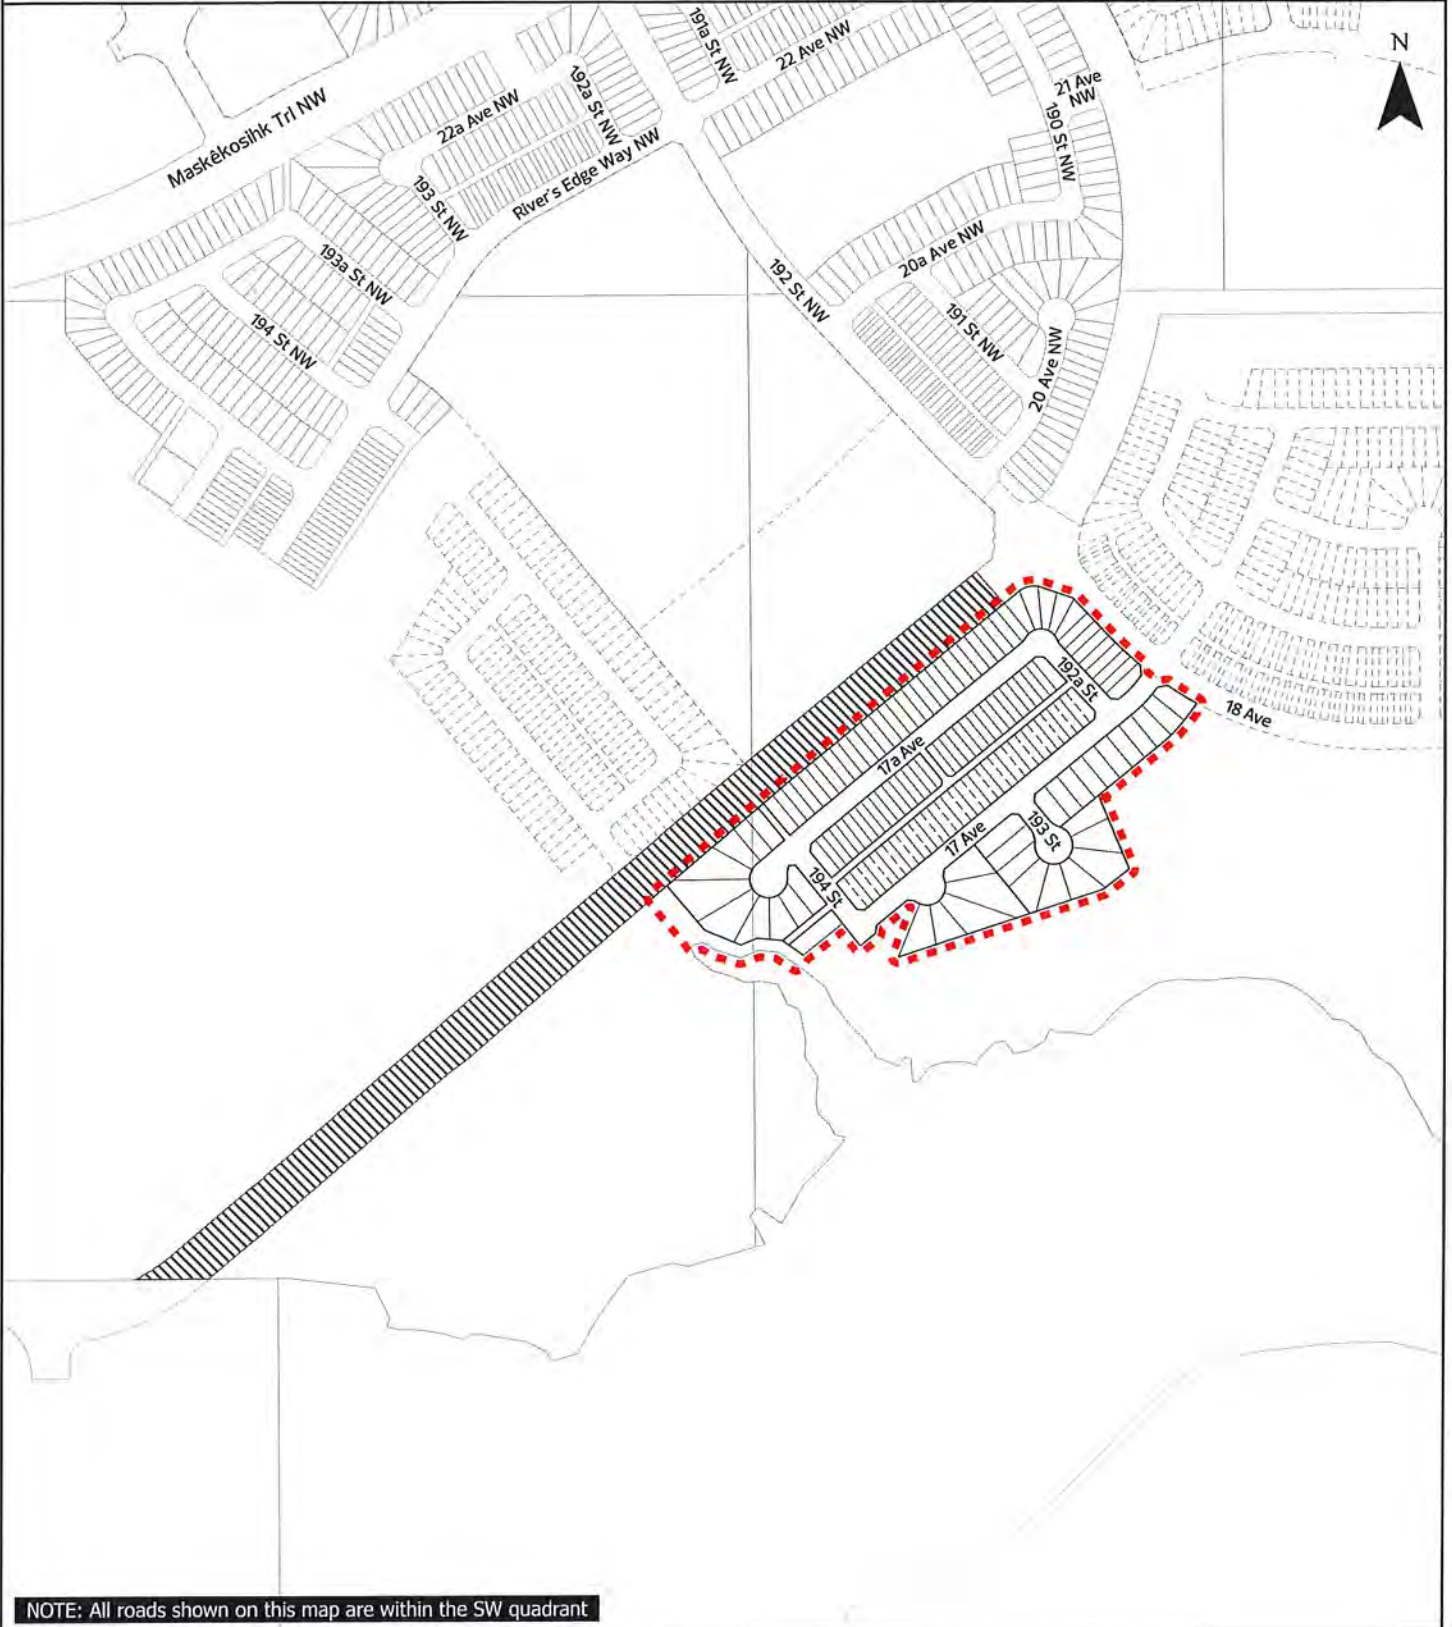 191a St NW
22 Ave NW
N
192a St NW
21 Ave
NW
22a Ave NW
Maskêkosihk Trl NW
190 St NW
River's Edge Way NW
193 St NW
20a Ave NW
193a St NW
192 St NW
194 St NW
191 St NW
20 Ave NW
192a St
18 Ave
17a Ave
17 Ave
193 St
194 St
NOTE: All roads shown on this map are within the SW quadrant